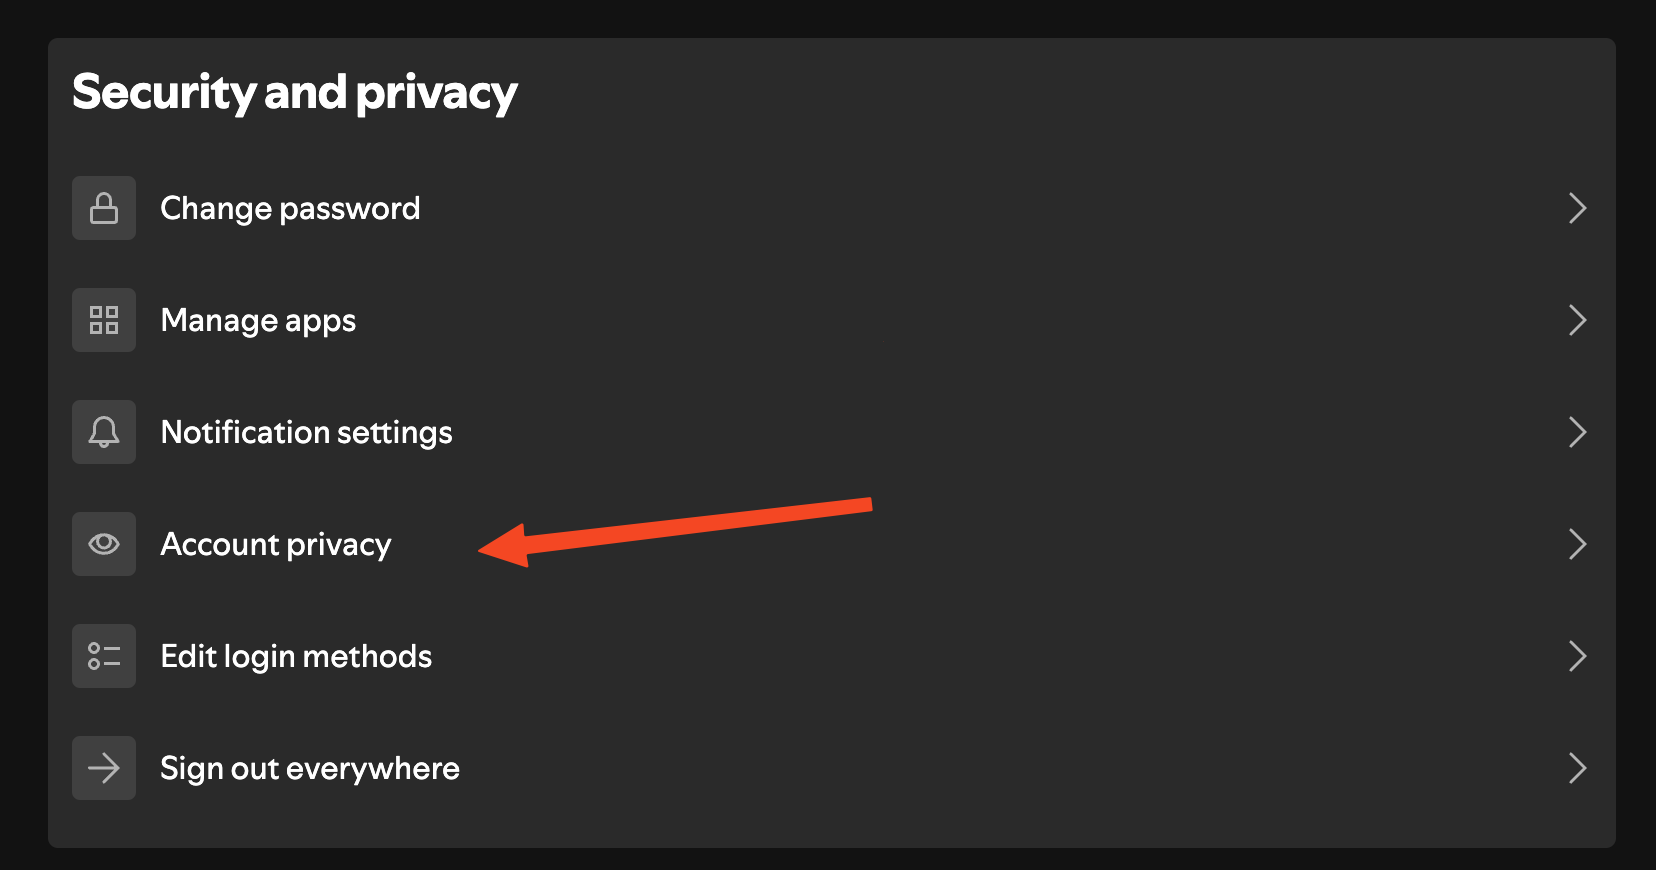 Security and privacy
Change password
Manage apps
Notification settings
Account privacy
Edit login methods
Sign out everywhere